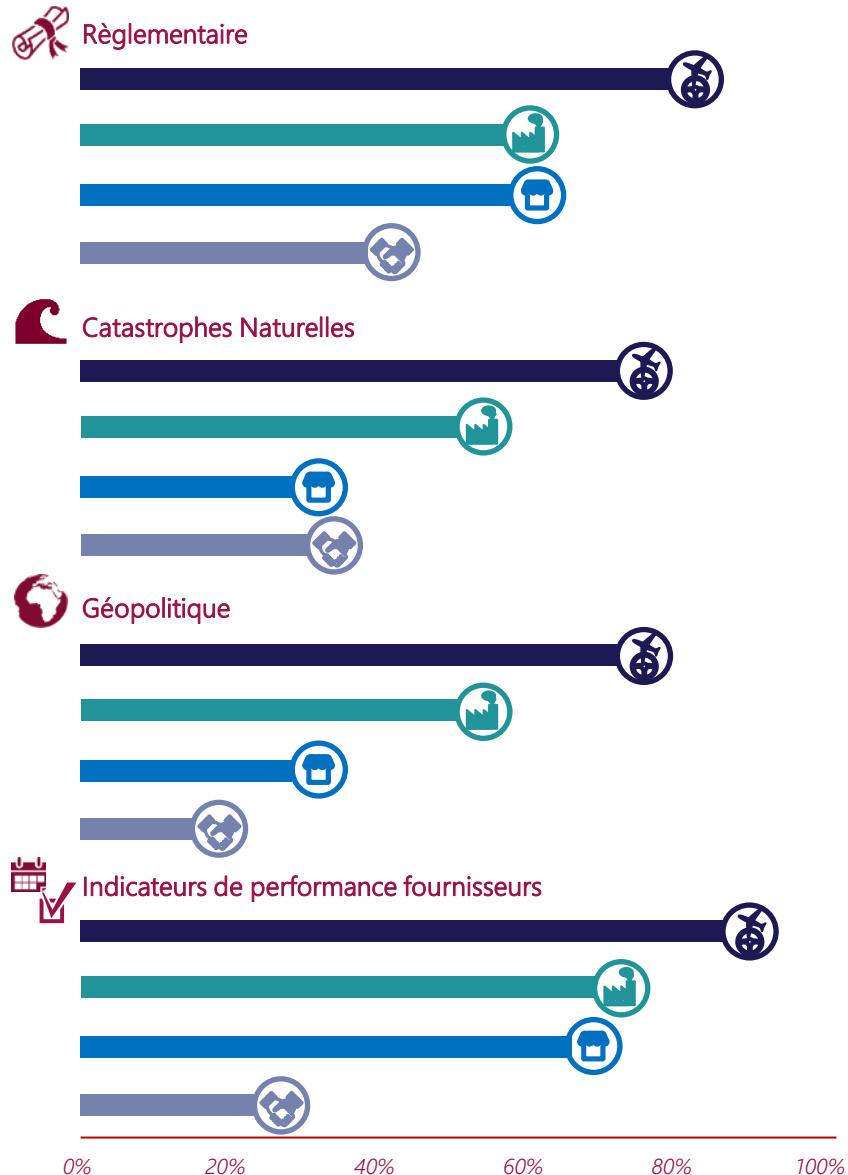 Règlementaire
Catastrophes Naturelles
Géopolitique
Indicateurs de performance fournisseurs
0% 20% 40% 60% 80% 100%